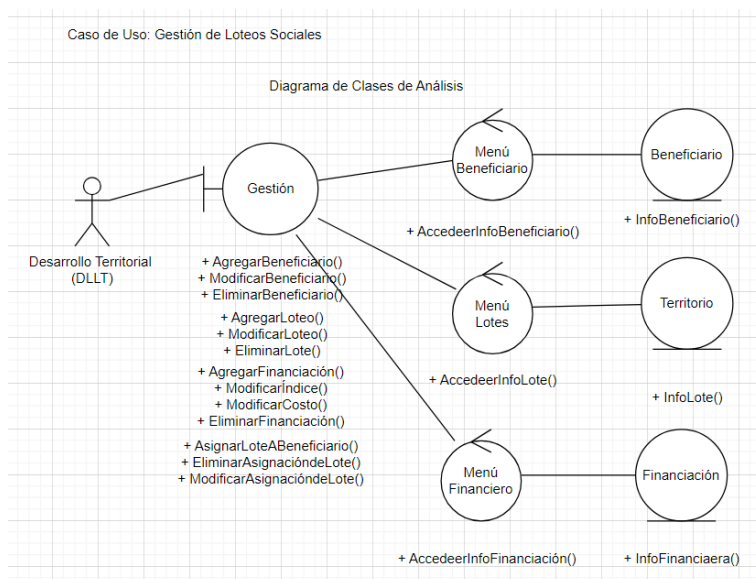 Caso de Uso: Gestión de Loteos Sociales
Diagrama de Clases de Análisis
Menú
Beneficiario
Beneficiario
Gestión
+ InfoBeneficiario()
+ AccedeerInfoBeneficiario()
Desarrollo Territorial
(DLLT)
+ AgregarBeneficiario()
+ ModificarBeneficiario()
+ EliminarBeneficiario()
+ AgregarLoteo()
+ ModificarLoteo()
+ EliminarLote()
+ AgregarFinanciación()
+ ModificarÍndice()
+ ModificarCosto()
+ EliminarFinanciación()
+ AsignarLoteABeneficiario()
+ EliminarAsignacióndeLote()
+ ModificarAsignacióndeLote()
Menú
Lotes
Territorio
+ AccedeerInfoLote()
+ InfoLote()
Menú
Financiero
Financiación
+ AccedeerInfoFinanciación()
+ InfoFinanciaera()